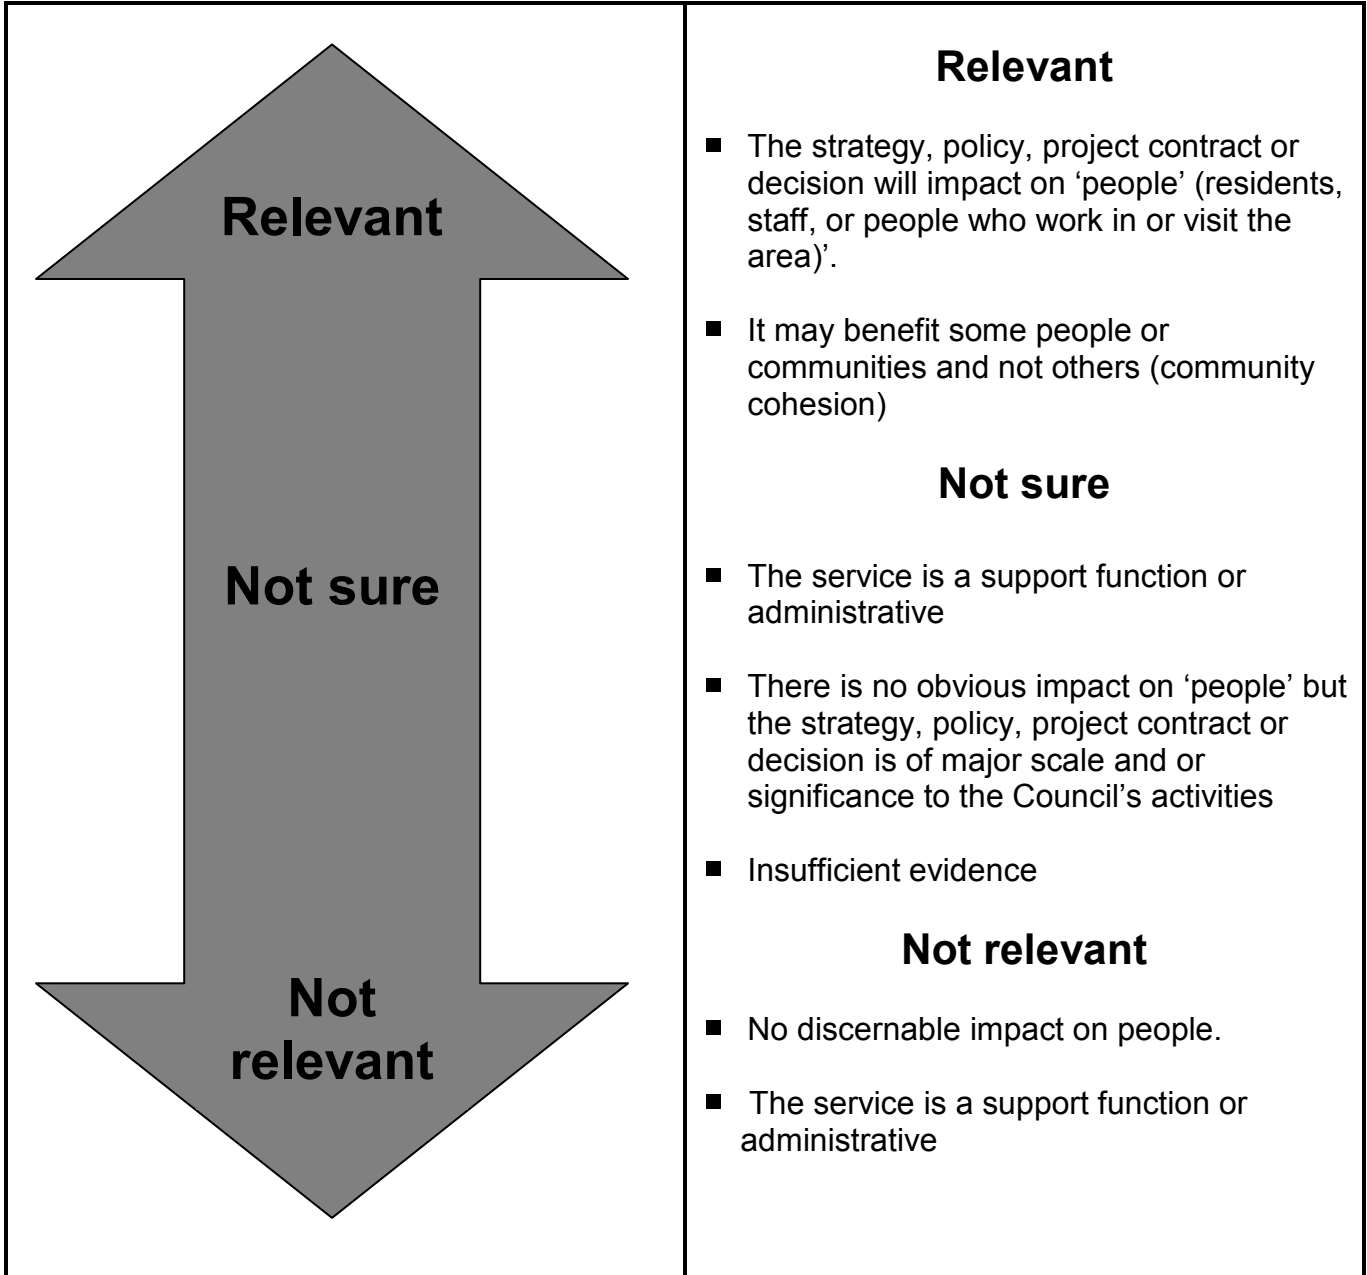 Relevant
Not sure
Not
relevant
Relevant
■ The strategy, policy, project contract or
decision will impact on ‘people’ (residents,
staff, or people who work in or visit the
area)’.
■ It may benefit some people or
communities and not others (community
cohesion)
Not sure
■ The service is a support function or
administrative
■ There is no obvious impact on ‘people’ but
the strategy, policy, project contract or
decision is of major scale and or
significance to the Council’s activities
■ Insufficient evidence
Not relevant
■ No discernable impact on people.
■ The service is a support function or
administrative